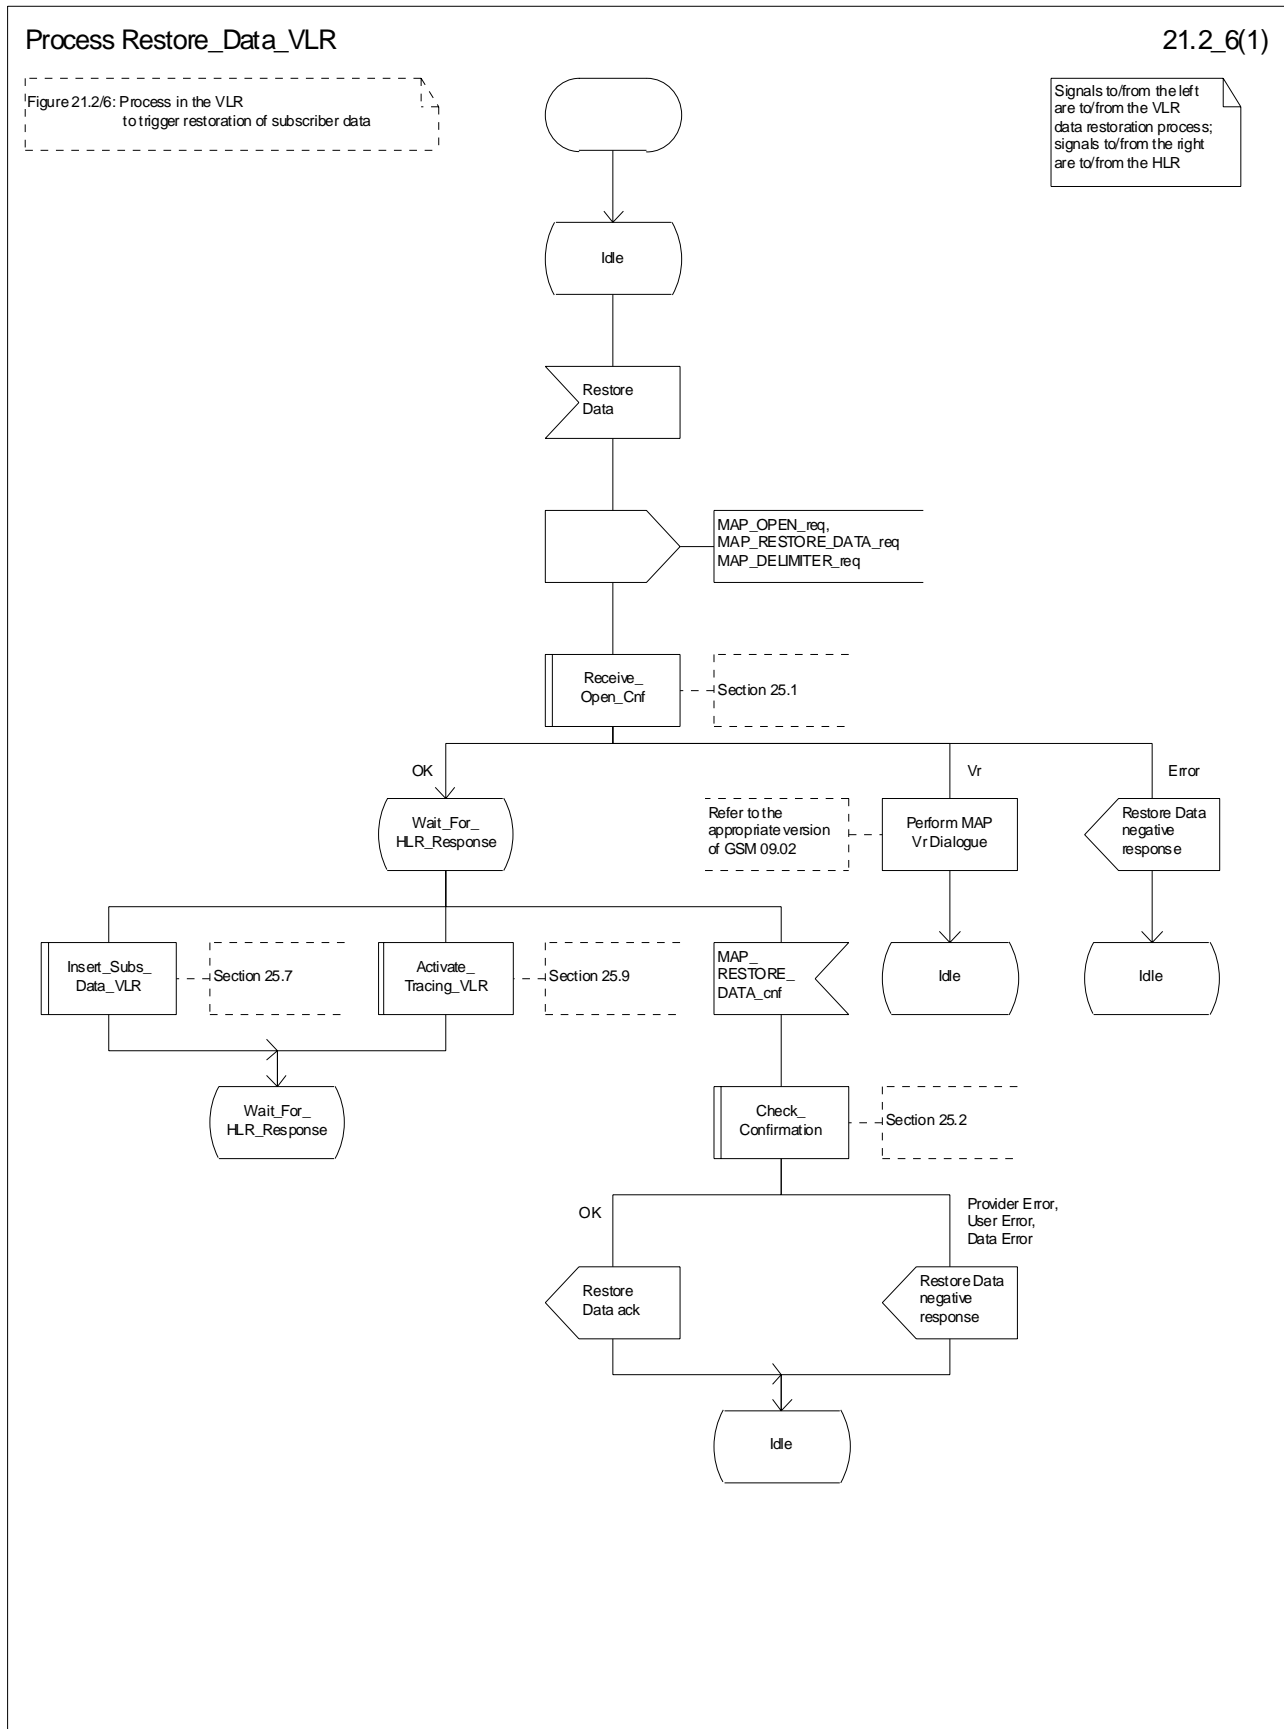 Process Restore_Data_VLR
21.2_6(1)
Figure 21.2/6: Process in the VLR
to trigger restoration of subscriber data
Signals to/from the left
are to/from the VLR
data restoration process;
signals to/from the right
are to/from the HLR
Idle
Restore
Data
MAP_OPEN_req,
MAP_RESTORE_DATA_req
MAP_DELIMITER_req
Receive_
Open_Cnf
Section 25.1
OK
Vr
Error
Wait_For_
HLR_Response
Refer to the
appropriate version
of GSM 09.02
Perform MAP
Vr Dialogue
Restore Data
negative
response
Insert_Subs_
Data_VLR
Section 25.7
Activate_
Tracing_VLR
Section 25.9
MAP_
RESTORE_
DATA_cnf
Idle
Idle
Wait_For_
HLR_Response
Check_
Confirmation
Section 25.2
OK
Provider Error,
User Error,
Data Error
Restore
Data ack
Restore Data
negative
response
Idle